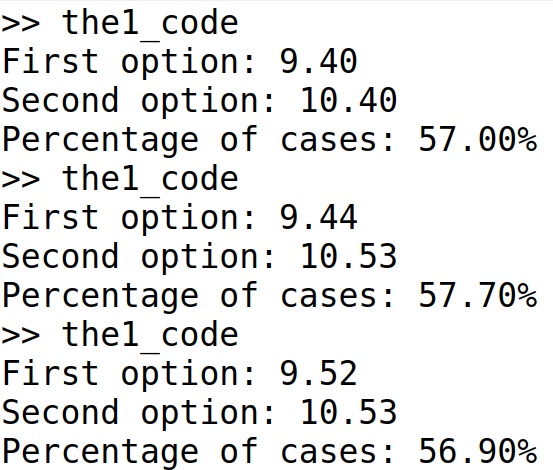 >> the1_code
First option: 9.40
Second option: 10.40
Percentage of cases: 57.00%
>> the1_code
First option: 9.44
Second option: 10.53
Percentage of cases: 57.70%
>> the1_code
First option: 9.52
Second option: 10.53
Percentage of cases: 56.90%